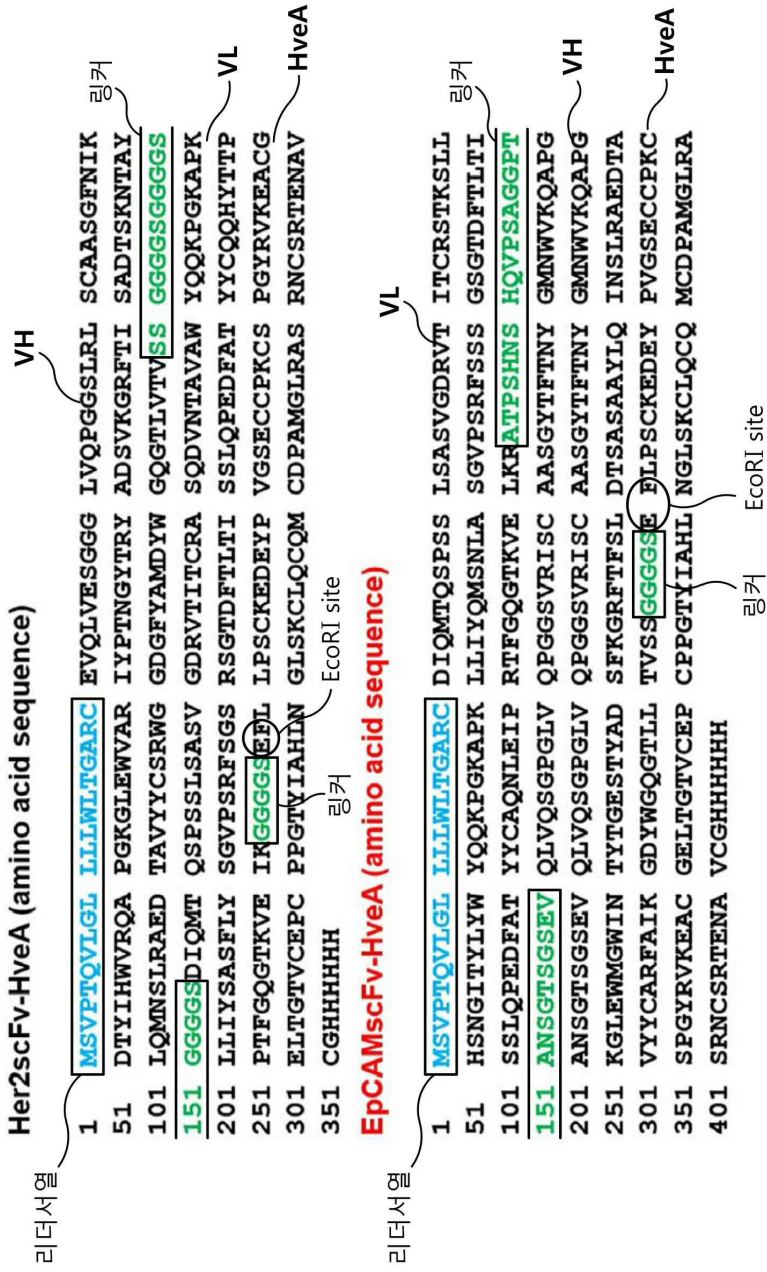 Her2scFv-HveA (amino acid sequence)
리더서열
VH
링커
1 MSVPTQVLGL LLLWLTGARC EVQLVESGGG LVQPGGSLRL SCAASGFNIK
51 DTYIHWVRQA PGKGLEWVAR IYPTNGYTRY ADSVKGRFTI SADTSKNTAY
101 LQMNSLRAED TAVYYCSRWG GDGFYAMDYW GQGTLVTVSS GGGGSGGGGS
151 GGGGSDIQMT QSPSSLSASV GDRVTITCRA SQDVNTAVAW YQQKPGKAPK
201 LLIYSASFLY SGVPSRFSGS RSGTDFTLTI SSLQPEDFAT YYCQQHYTTP
251 PTFGQGTKVE IKGGGGSEFL LPSCKEDEYP VGSECCPKCS PGYRVKEACG
301 ELTGTVCEPC PPGTYIAHLN GLSKCLQCQM CDPAMGLRAS RNCSRTENAV
351 CGHHHHHH
VL
HveA
링커
EcoRI site
EpCAMscFv-HveA (amino acid sequence)
리더서열
VL
링커
1 MSVPTQVLGL LLLWLTGARC DIQMTQSPSS LSASVGDRVT ITCRSTKSLL
51 HSNGITYLYW YQQKPGKAPK LLIYQMSNLA SGVPSRFSSS GSGTDFTLTI
101 SSLQPEDFAT YYCAQNLEIP RTFGQGTKVE LKRATPSHNS HQVPSAGGPT
151 ANSGTSGSEV QLVQSGPGLV QPGGSVRISC AASGYTFTNY GMNWVKQAPG
201 ANSGTSGSEV QLVQSGPGLV QPGGSVRISC AASGYTFTNY GMNWVKQAPG
251 KGLEWMGWIN TYTGESTYAD SFKGRFTFSL DTSASAAYLQ INSLRAEDTA
301 VYYCARFAIK GDYWGQGTLL TVSSGGGGSE FLPSCKEDEY PVGSECCPKC
351 SPGYRVKEAC GELTGTVCEP CPPGTYIAHL NGLSKCLQCQ MCDPAMGLRA
401 SRNCSRTENA VCGHHHHHH
VH
HveA
링커
EcoRI site